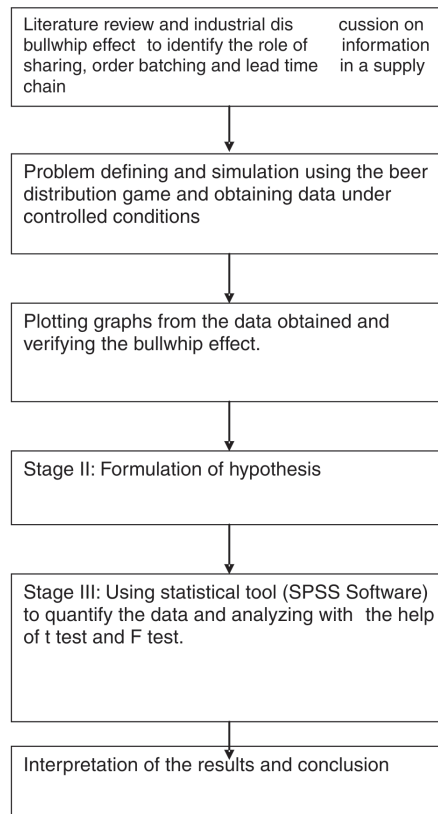 Literature review and industrial dis cussion on
bullwhip effect to identify the role of information
sharing, order batching and lead time in a supply
chain
Problem defining and simulation using the beer
distribution game and obtaining data under
controlled conditions
Plotting graphs from the data obtained and
verifying the bullwhip effect.
Stage II: Formulation of hypothesis
Stage III: Using statistical tool (SPSS Software)
to quantify the data and analyzing with the help
of t test and F test.
Interpretation of the results and conclusion